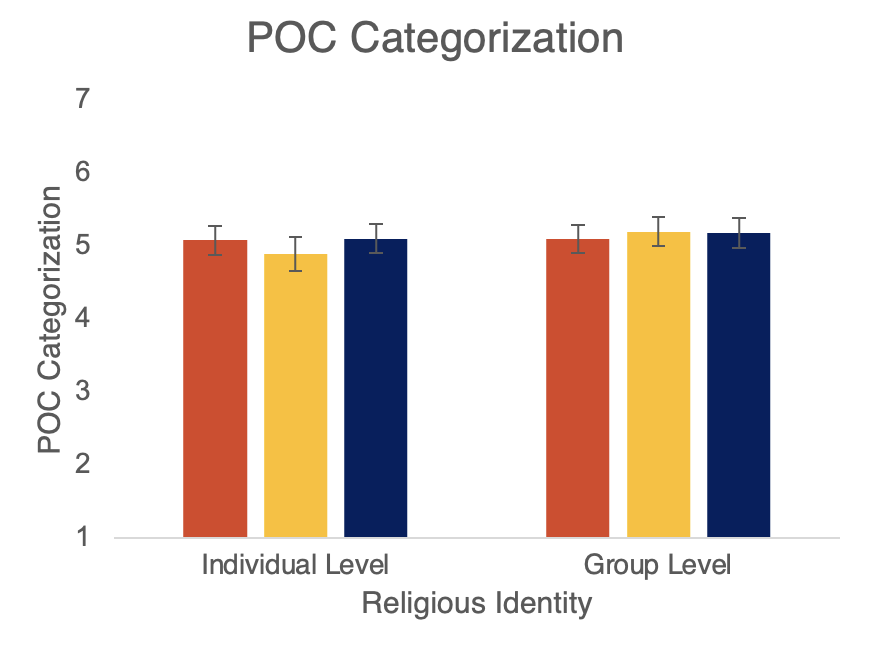 POC Categorization
7
6
5
4
3
2
1
POC Categorization
Individual Level
Group Level
Religious Identity